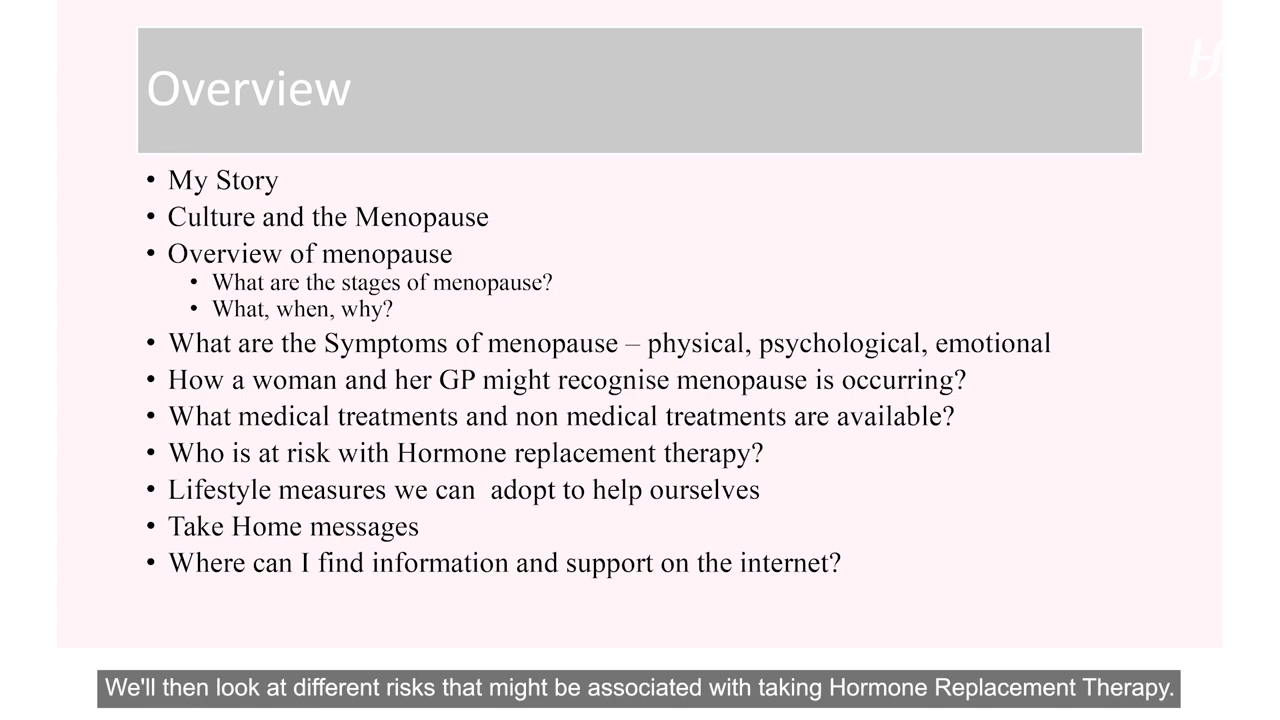 Overview
• My Story
• Culture and the Menopause
• Overview of menopause
• What are the stages of menopause?
• What, when, why?
• What are the Symptoms of menopause – physical, psychological, emotional
• How a woman and her GP might recognise menopause is occurring?
• What medical treatments and non medical treatments are available?
• Who is at risk with Hormone replacement therapy?
• Lifestyle measures we can  adopt to help ourselves
• Take Home messages
• Where can I find information and support on the internet?
We'll then look at different risks that might be associated with taking Hormone Replacement Therapy.